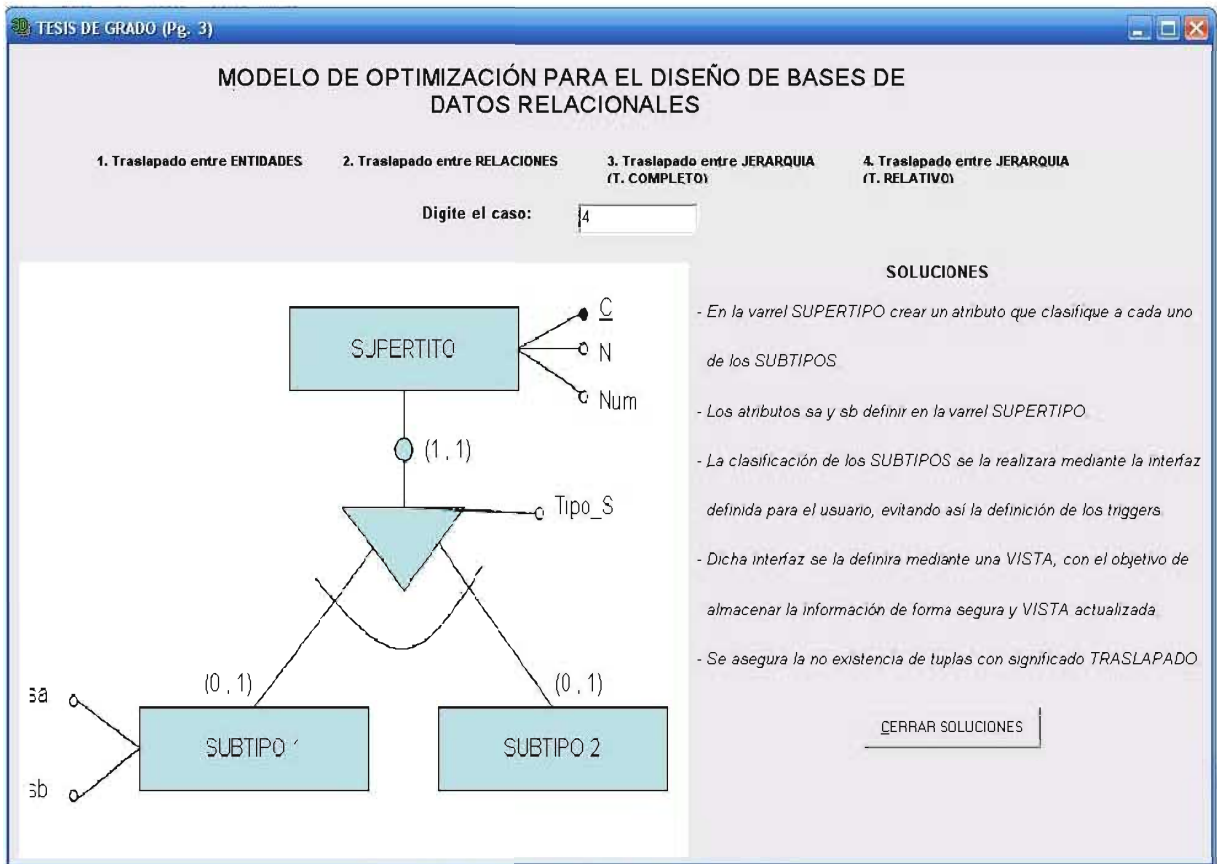 TESIS DE GRADO (Pg. 3)
MODELO DE OPTIMIZACIÓN PARA EL DISEÑO DE BASES DE
DATOS RELACIONALES
1. Traslapado entre ENTIDADES
2. Traslapado entre RELACIONES
3. Traslapado entre JERARQUIA
(T. COMPLETO)
4. Traslapado entre JERARQUIA
(T. RELATIVO)
Digite el caso:
4
SUPERTITO
C
N
Num
(1 , 1)
Tipo_S
(0 , 1)
(0 , 1)
sa
sb
SUBTIPO 1
SUBTIPO 2
SOLUCIONES
- En la varrel SUPERTIPO crear un atributo que clasifique a cada uno
de los SUBTIPOS
- Los atributos sa y sb definir en la varrel SUPERTIPO
- La clasificación de los SUBTIPOS se la realizara mediante la interfaz
definida para el usuario, evitando así la definición de los triggers
- Dicha interfaz se la definira mediante una VISTA, con el objetivo de
almacenar la información de forma segura y VISTA actualizada
- Se asegura la no existencia de tuplas con significado TRASLAPADO
CERRAR SOLUCIONES